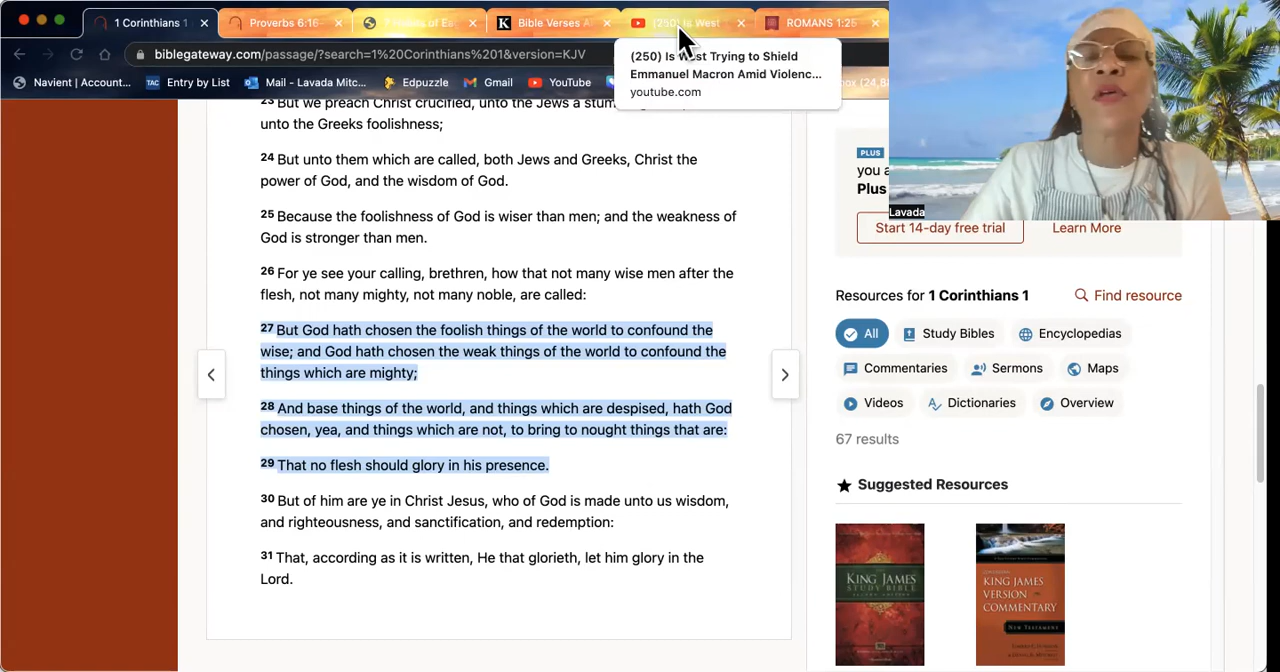 1 Corinthians 1
Proverbs 6:16-
of Es
Bible Verses A
(250) Is West
ROMANS 1:25
biblegateway.com/passage/?search=1%20Corinthians%201&version=KJV
(250) Is West Trying to Shield
Emmanuel Macron Amid Violenc...
youtube.com
Navient | Account...
TAC Entry by List
Mail - Lavada Mitc...
Edpuzzle
Gmail
YouTube
23 But we preach Christ crucified, unto the Jews a
unto the Greeks foolishness;
24 But unto them which are called, both Jews and Greeks, Christ the
power of God, and the wisdom of God.
25 Because the foolishness of God is wiser than men; and the weakness of
God is stronger than men.
26 For ye see your calling, brethren, how that not many wise men after the
flesh, not many mighty, not many noble, are called:
27 But God hath chosen the foolish things of the world to confound the
wise; and God hath chosen the weak things of the world to confound the
things which are mighty;
28 And base things of the world, and things which are despised, hath God
chosen, yea, and things which are not, to bring to nought things that are:
29 That no flesh should glory in his presence.
30 But of him are ye in Christ Jesus, who of God is made unto us wisdom,
and righteousness, and sanctification, and redemption:
31 That, according as it is written, He that glorieth, let him glory in the
Lord.
PLUS
you a
Plus
Lavada
Start 14-day free trial
Learn More
Resources for 1 Corinthians 1
Find resource
All
Study Bibles
Encyclopedias
Commentaries
Sermons
Maps
Videos
Dictionaries
Overview
67 results
Suggested Resources
KING JAMES
STUDY BIBLE
SECOND EDITION
KING JAMES
VERSION
COMMENTARY
NEW TESTAMENT